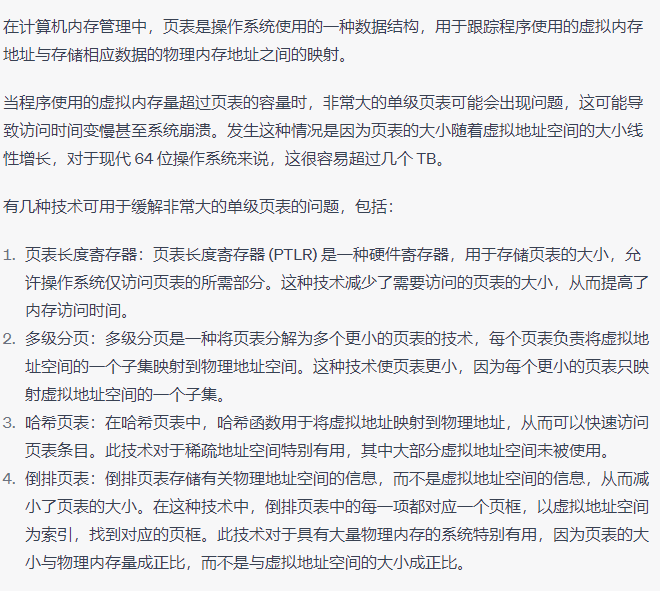 在计算机内存管理中，页表是操作系统使用的一种数据结构，用于跟踪程序使用的虚拟内存
地址与存储相应数据的物理内存地址之间的映射。
当程序使用的虚拟内存量超过页表的容量时，非常大的单级页表可能会出现问题，这可能导
致访问时间变慢甚至系统崩溃。发生这种情况是因为页表的大小随着虚拟地址空间的大小线
性增长，对于现代 64 位操作系统来说，这很容易超过几个 TB。
有几种技术可用于缓解非常大的单级页表的问题，包括：
1. 页表长度寄存器：页表长度寄存器 (PTLR) 是一种硬件寄存器，用于存储页表的大小，允
许操作系统仅访问页表的所需部分。这种技术减少了需要访问的页表的大小，从而提高了
内存访问时间。
2. 多级分页：多级分页是一种将页表分解为多个更小的页表的技术，每个页表负责将虚拟地
址空间的一个子集映射到物理地址空间。这种技术使页表更小，因为每个更小的页表只映
射虚拟地址空间的一个子集。
3. 哈希页表：在哈希页表中，哈希函数用于将虚拟地址映射到物理地址，从而可以快速访问
页表条目。此技术对于稀疏地址空间特别有用，其中大部分虚拟地址空间未被使用。
4. 倒排页表：倒排页表存储有关物理地址空间的信息，而不是虚拟地址空间的信息，从而减
小了页表的大小。在这种技术中，倒排页表中的每一项都对应一个页框，以虚拟地址空间
为索引，找到对应的页框。此技术对于具有大量物理内存的系统特别有用，因为页表的大
小与物理内存量成正比，而不是与虚拟地址空间的大小成正比。